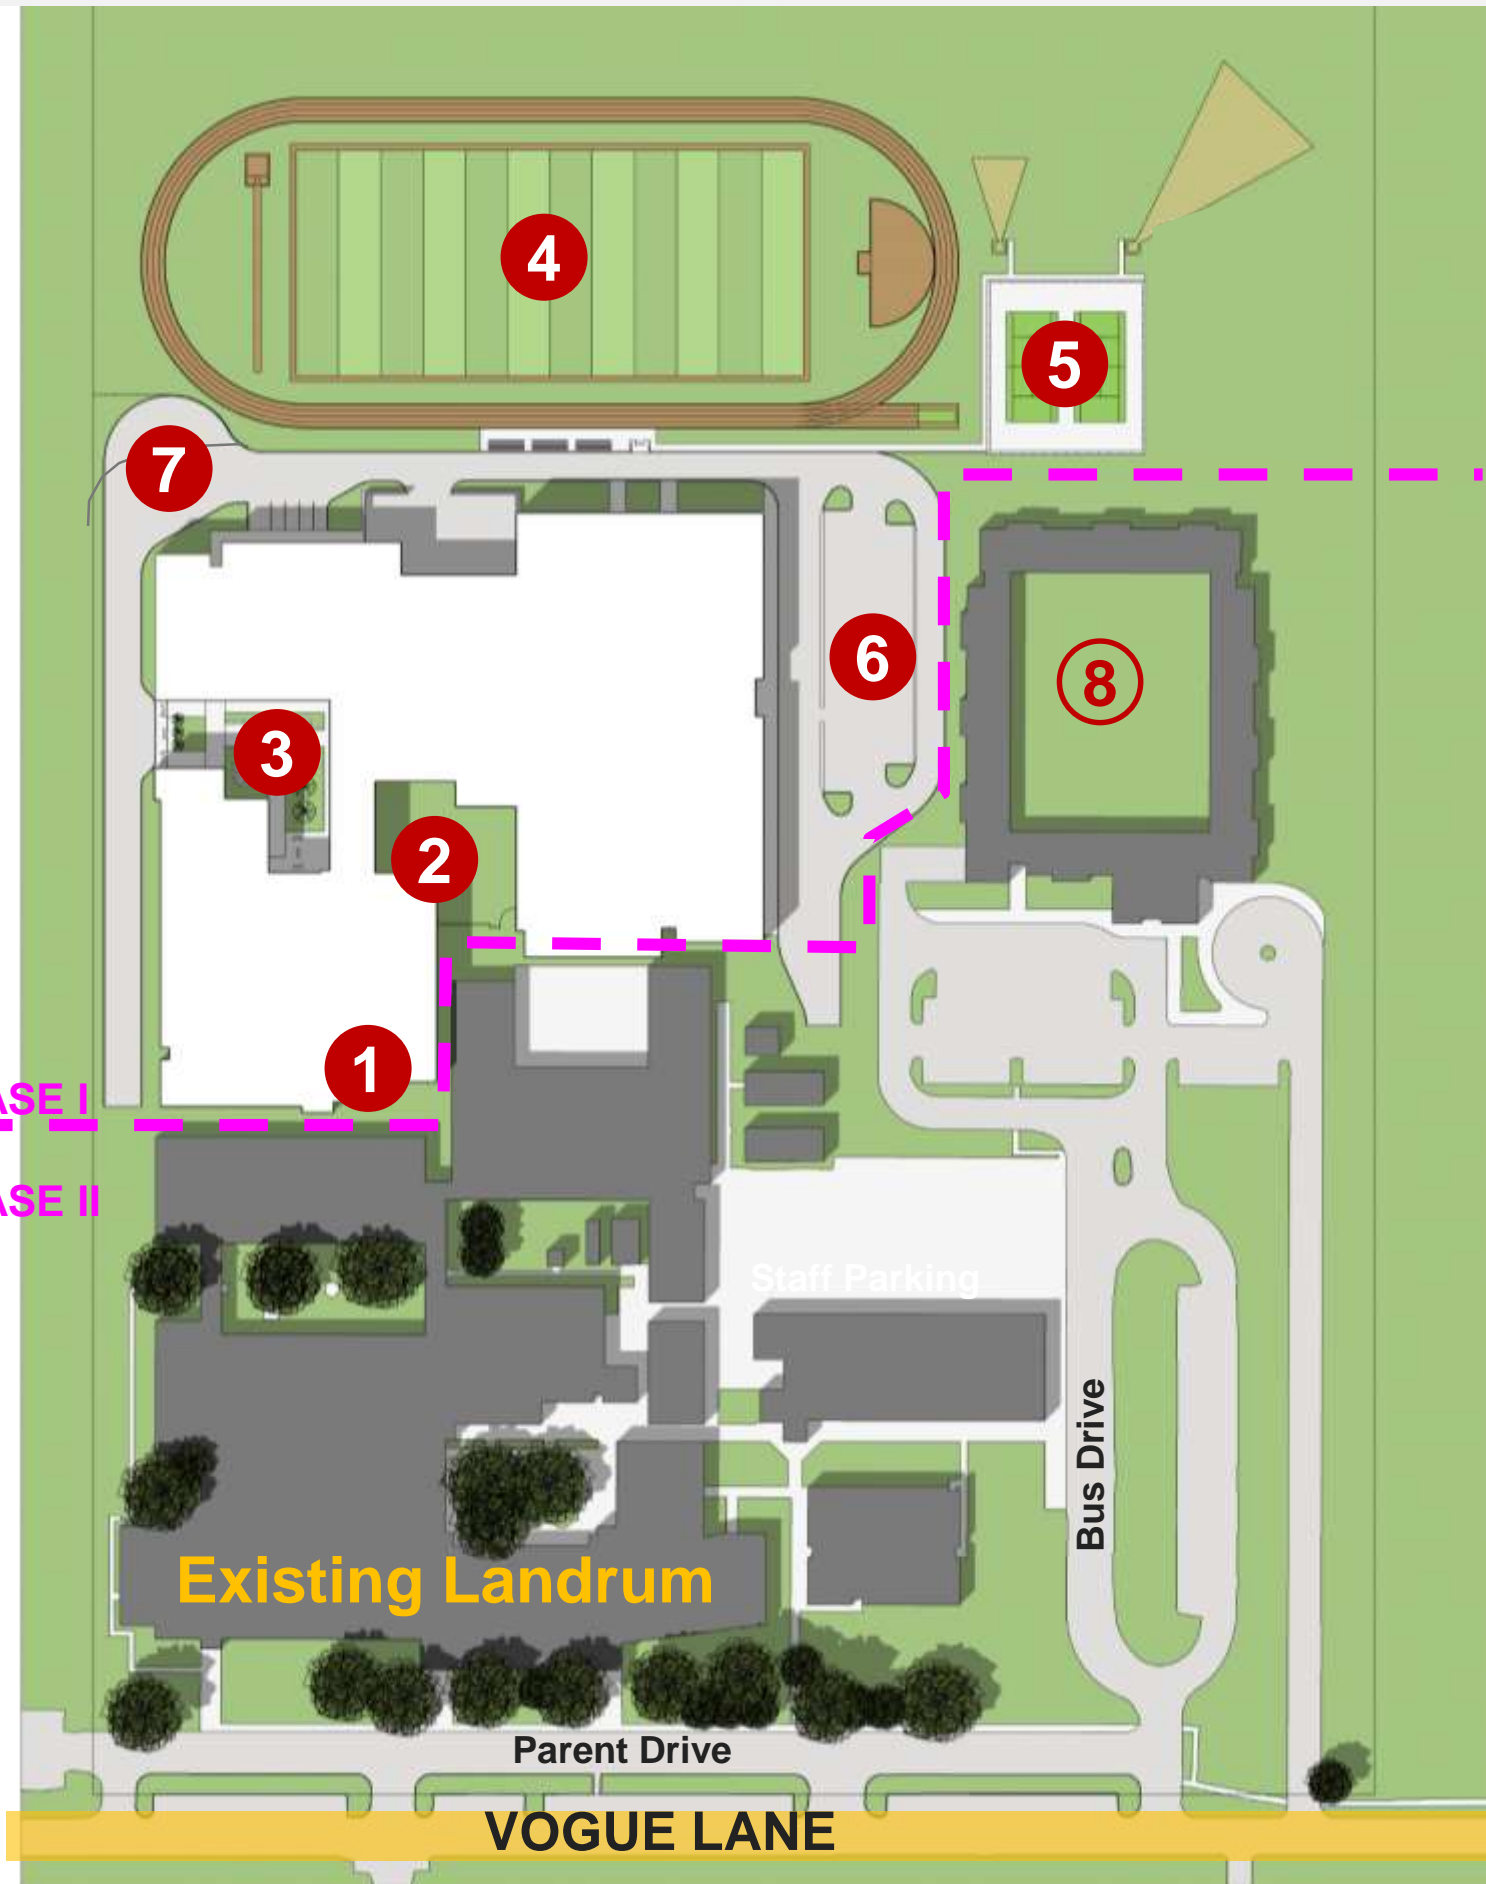 4
5
7
6
8
3
2
1
ASE I
ASE II
Staff Parking
Bus Drive
Existing Landrum
Parent Drive
VOGUE LANE